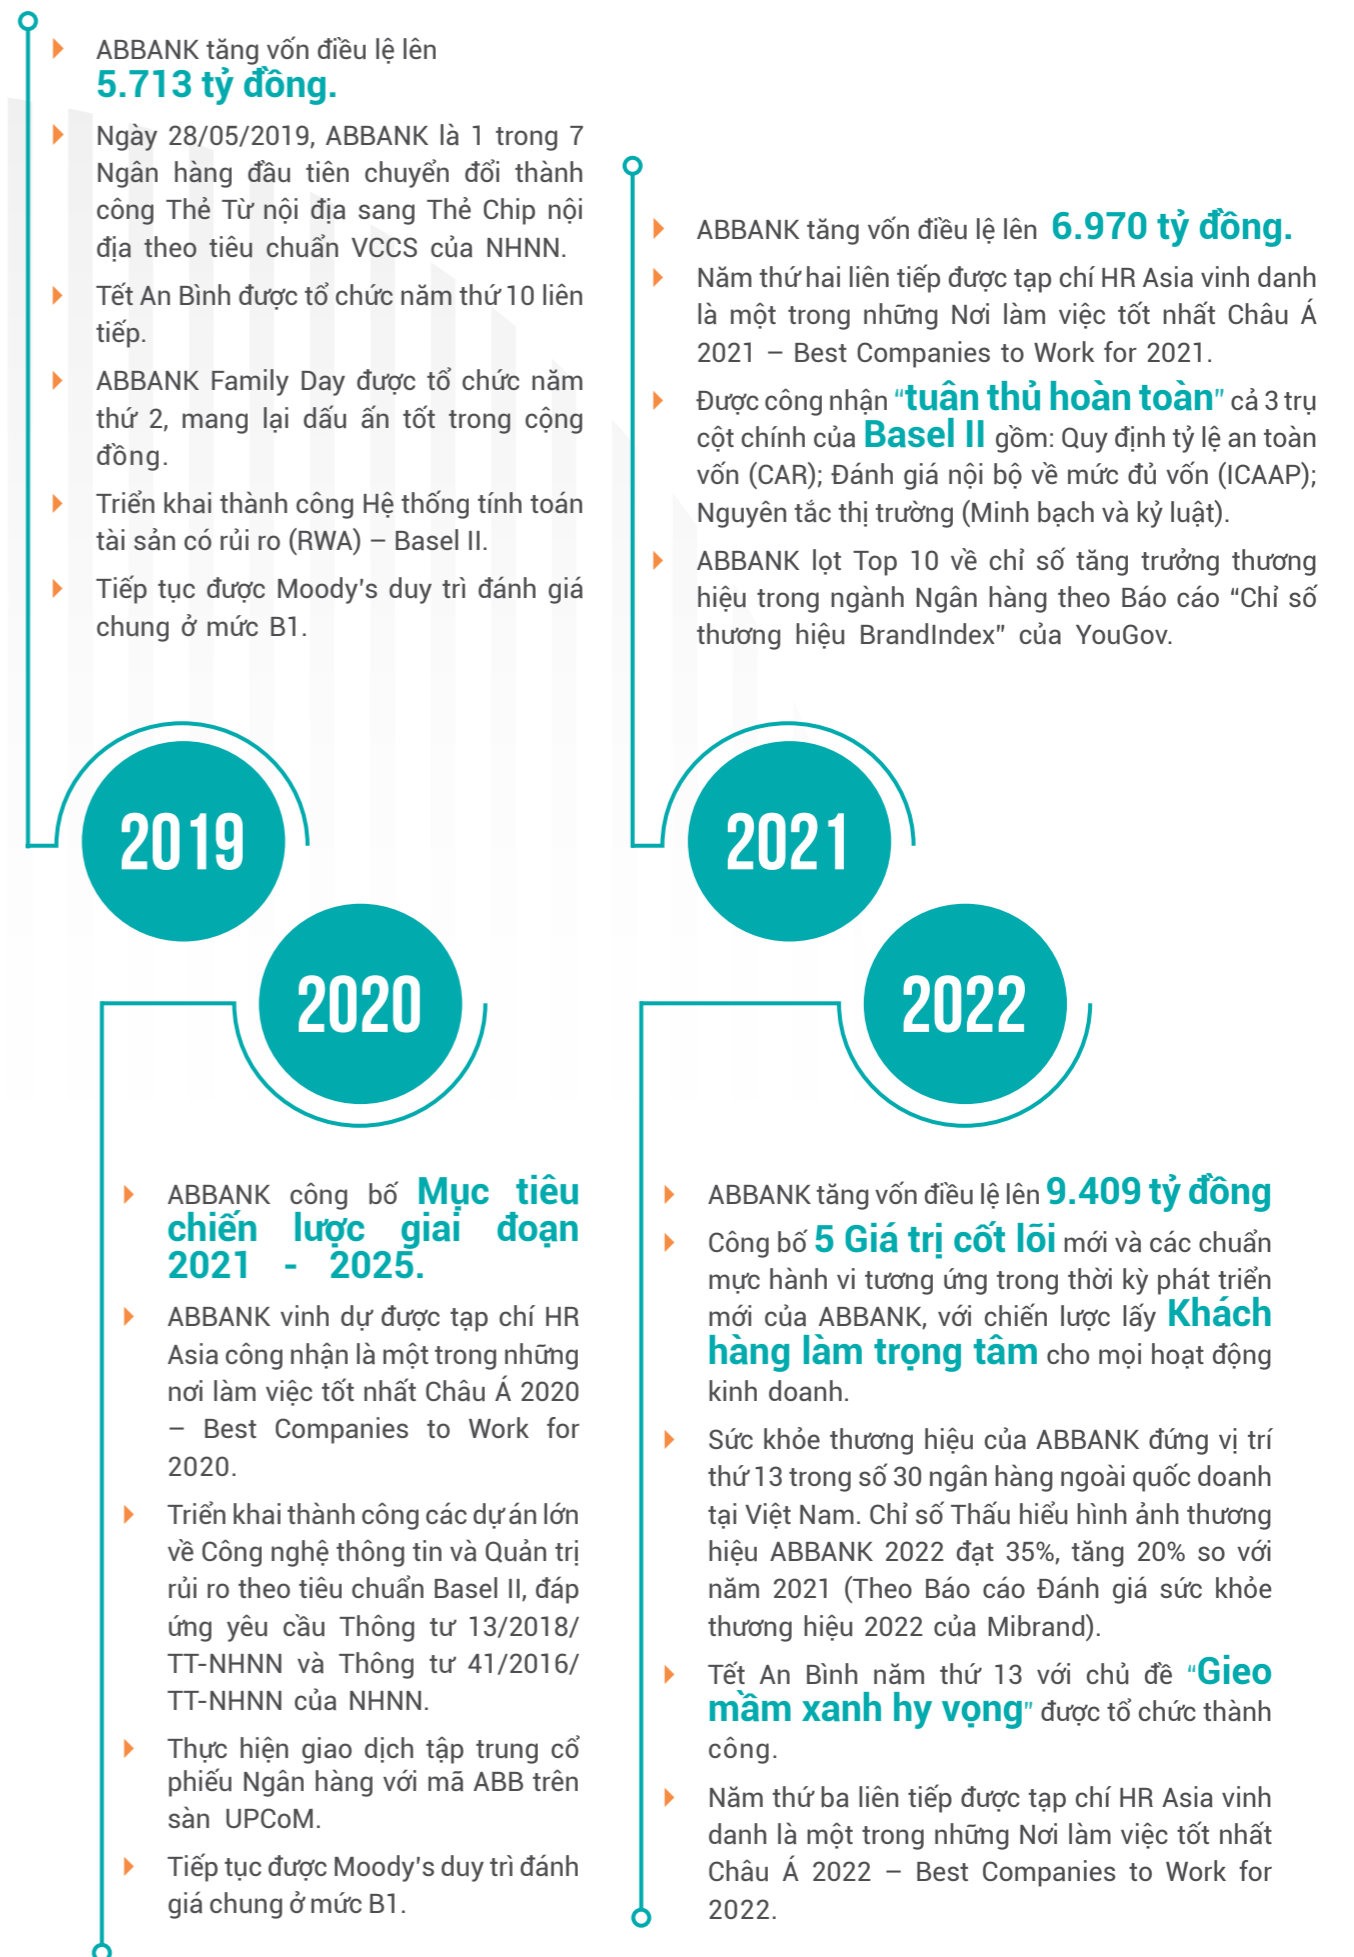 ABBANK tăng vốn điều lệ lên
5.713 tỷ đồng.
Ngày 28/05/2019, ABBANK là 1 trong 7
Ngân hàng đầu tiên chuyển đổi thành
công Thẻ Từ nội địa sang Thẻ Chip nội
địa theo tiêu chuẩn VCCS của NHNN.
Tết An Bình được tổ chức năm thứ 10 liên
tiếp.
ABBANK Family Day được tổ chức năm
thứ 2, mang lại dấu ấn tốt trong cộng
đồng.
Triển khai thành công Hệ thống tính toán
tài sản có rủi ro (RWA) – Basel II.
Tiếp tục được Moody's duy trì đánh giá
chung ở mức B1.
2019
2020
ABBANK công bố Mục tiêu
chiến lược giai đoạn
2021 - 2025.
ABBANK vinh dự được tạp chí HR
Asia công nhận là một trong những
nơi làm việc tốt nhất Châu Á 2020
– Best Companies to Work for
2020.
Triển khai thành công các dự án lớn
về Công nghệ thông tin và Quản trị
rủi ro theo tiêu chuẩn Basel II, đáp
ứng yêu cầu Thông tư 13/2018/
TT-NHNN và Thông tư 41/2016/
TT-NHNN của NHNN.
Thực hiện giao dịch tập trung cổ
phiếu Ngân hàng với mã ABB trên
sàn UPCoM.
Tiếp tục được Moody's duy trì đánh
giá chung ở mức B1.
ABBANK tăng vốn điều lệ lên 6.970 tỷ đồng.
Năm thứ hai liên tiếp được tạp chí HR Asia vinh danh
là một trong những Nơi làm việc tốt nhất Châu Á
2021 – Best Companies to Work for 2021.
Được công nhận "tuân thủ hoàn toàn" cả 3 trụ
cột chính của Basel II gồm: Quy định tỷ lệ an toàn
vốn (CAR); Đánh giá nội bộ về mức đủ vốn (ICAAP);
Nguyên tắc thị trường (Minh bạch và kỷ luật).
ABBANK lọt Top 10 về chỉ số tăng trưởng thương
hiệu trong ngành Ngân hàng theo Báo cáo “Chỉ số
thương hiệu BrandIndex” của YouGov.
2021
2022
ABBANK tăng vốn điều lệ lên 9.409 tỷ đồng
Công bố 5 Giá trị cốt lõi mới và các chuẩn
mực hành vi tương ứng trong thời kỳ phát triển
mới của ABBANK, với chiến lược lấy Khách
hàng làm trọng tâm cho mọi hoạt động
kinh doanh.
Sức khỏe thương hiệu của ABBANK đứng vị trí
thứ 13 trong số 30 ngân hàng ngoài quốc doanh
tại Việt Nam. Chỉ số Thấu hiểu hình ảnh thương
hiệu ABBANK 2022 đạt 35%, tăng 20% so với
năm 2021 (Theo Báo cáo Đánh giá sức khỏe
thương hiệu 2022 của Mibrand).
Tết An Bình năm thứ 13 với chủ đề “Gieo
mầm xanh hy vọng” được tổ chức thành
công.
Năm thứ ba liên tiếp được tạp chí HR Asia vinh
danh là một trong những Nơi làm việc tốt nhất
Châu Á 2022 – Best Companies to Work for
2022.